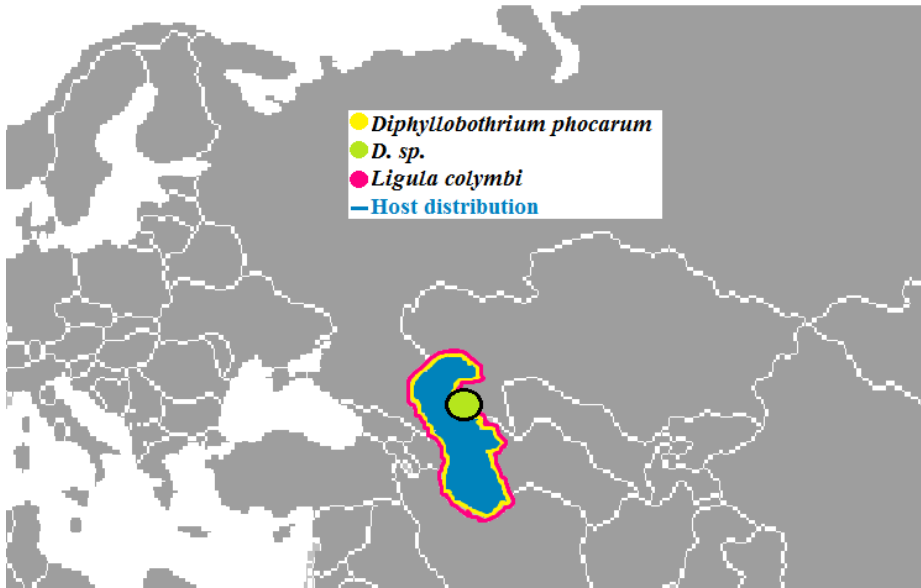 Diphyllobothrium phocarum
D. sp.
Ligula colymbi
Host distribution